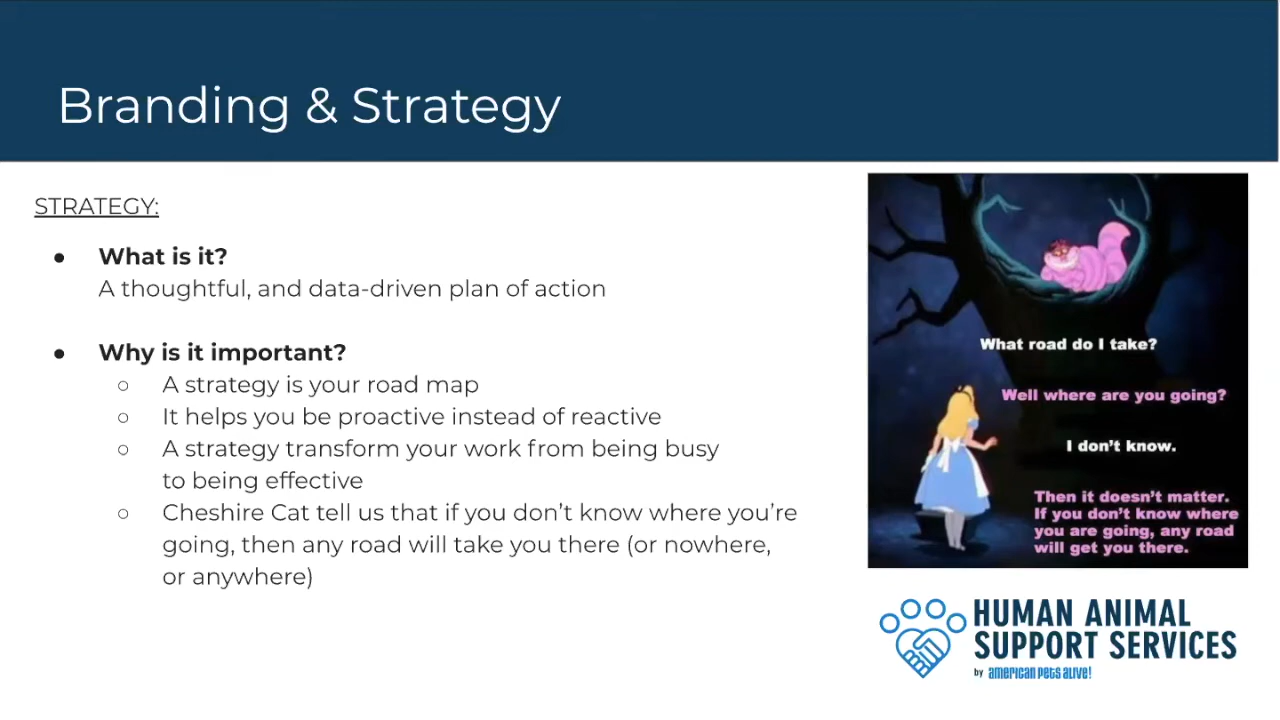 Branding & Strategy
STRATEGY:
● What is it?
A thoughtful, and data-driven plan of action
● Why is it important?
○ A strategy is your road map
○ It helps you be proactive instead of reactive
○ A strategy transform your work from being busy
to being effective
○ Cheshire Cat tell us that if you don’t know where you’re
going, then any road will take you there (or nowhere,
or anywhere)
What road do I take?
Well where are you going?
I don’t know.
Then it doesn’t matter.
If you don’t know where
you are going, any road
will get you there.
HUMAN ANIMAL
SUPPORT SERVICES
by american pets alive!